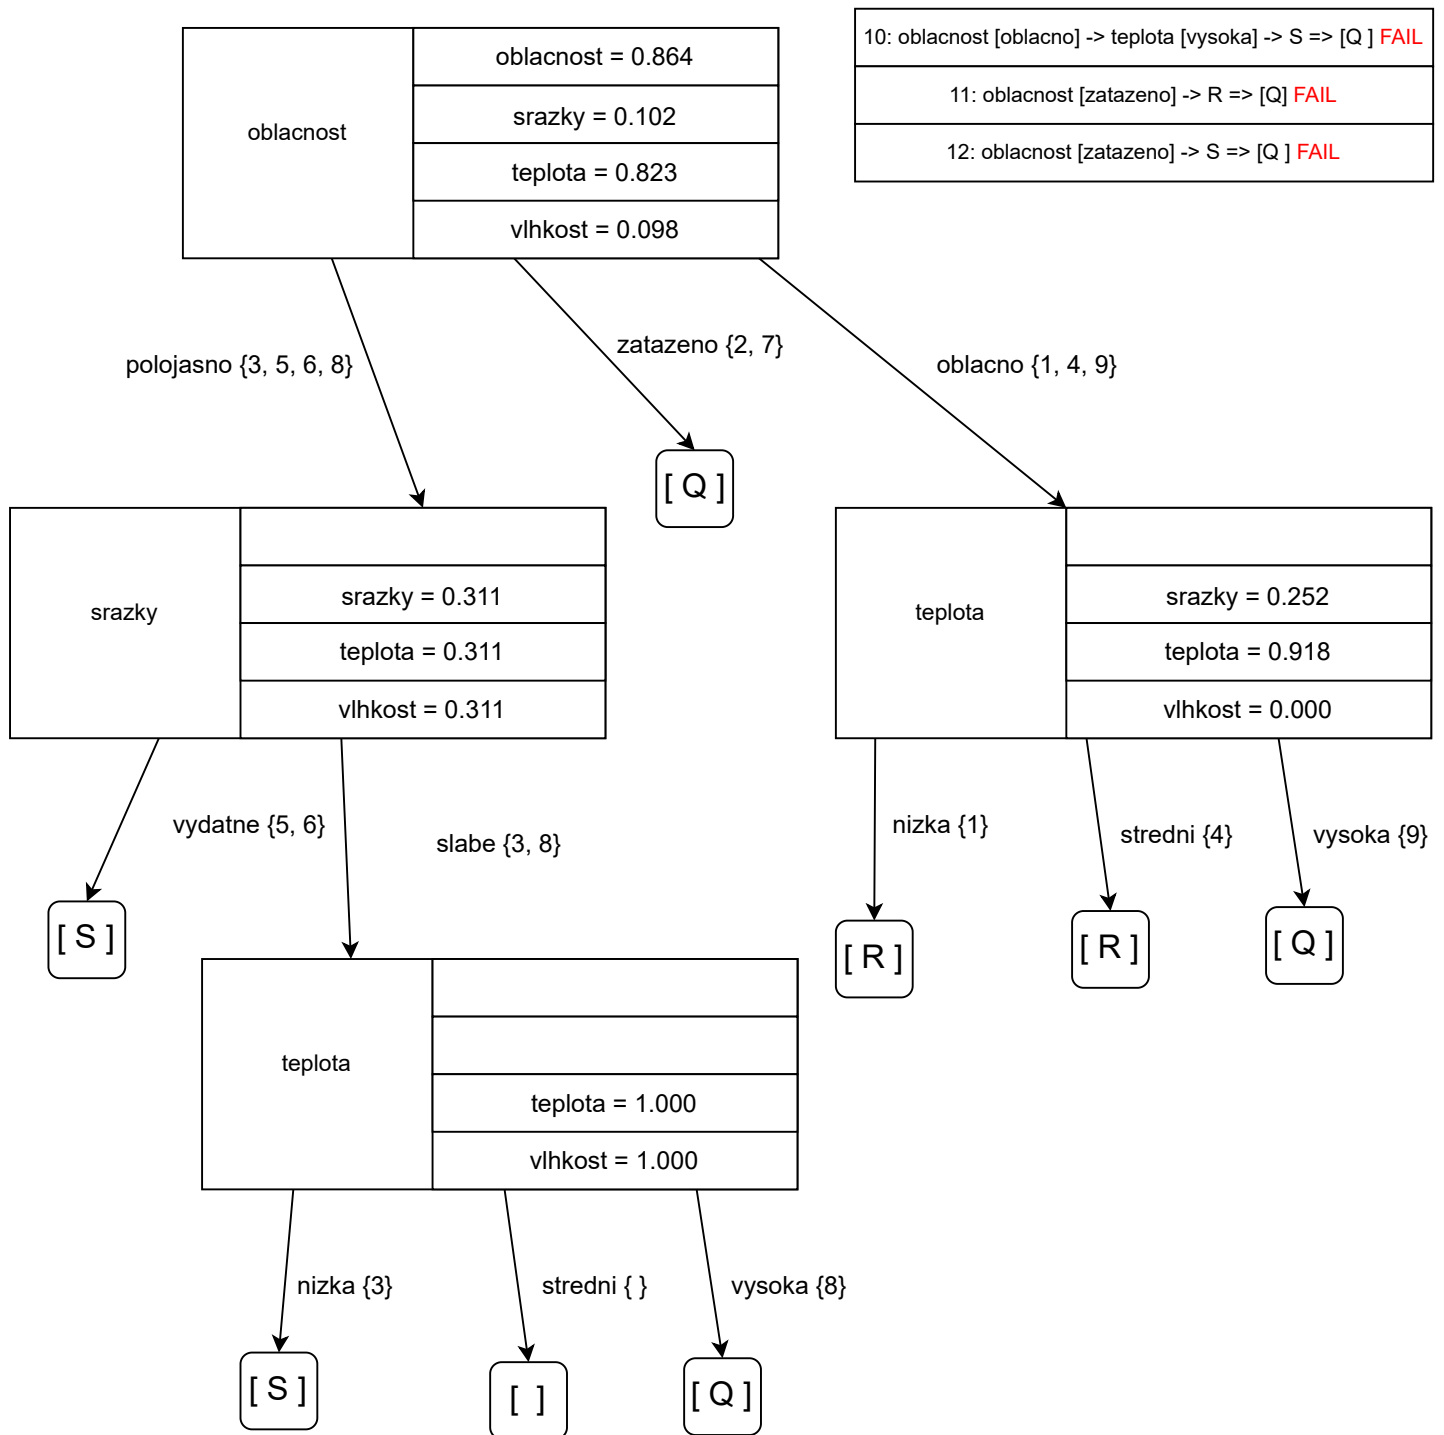 10: oblacnost [oblacno] -> teplota [vysoka] -> S => [Q ] FAIL
11: oblacnost [zatazeno] -> R => [Q] FAIL
12: oblacnost [zatazeno] -> S => [Q ] FAIL
oblacnost
oblacnost = 0.864
srazky = 0.102
teplota = 0.823
vlhkost = 0.098
polojasno {3, 5, 6, 8}
zatazeno {2, 7}
oblacno {1, 4, 9}
[ Q ]
srazky
srazky = 0.311
teplota = 0.311
vlhkost = 0.311
teplota
srazky = 0.252
teplota = 0.918
vlhkost = 0.000
vydatne {5, 6}
slabe {3, 8}
nizka {1}
stredni {4}
vysoka {9}
[ S ]
[ R ]
[ R ]
[ Q ]
teplota
teplota = 1.000
vlhkost = 1.000
nizka {3}
stredni { }
vysoka {8}
[ S ]
[ ]
[ Q ]